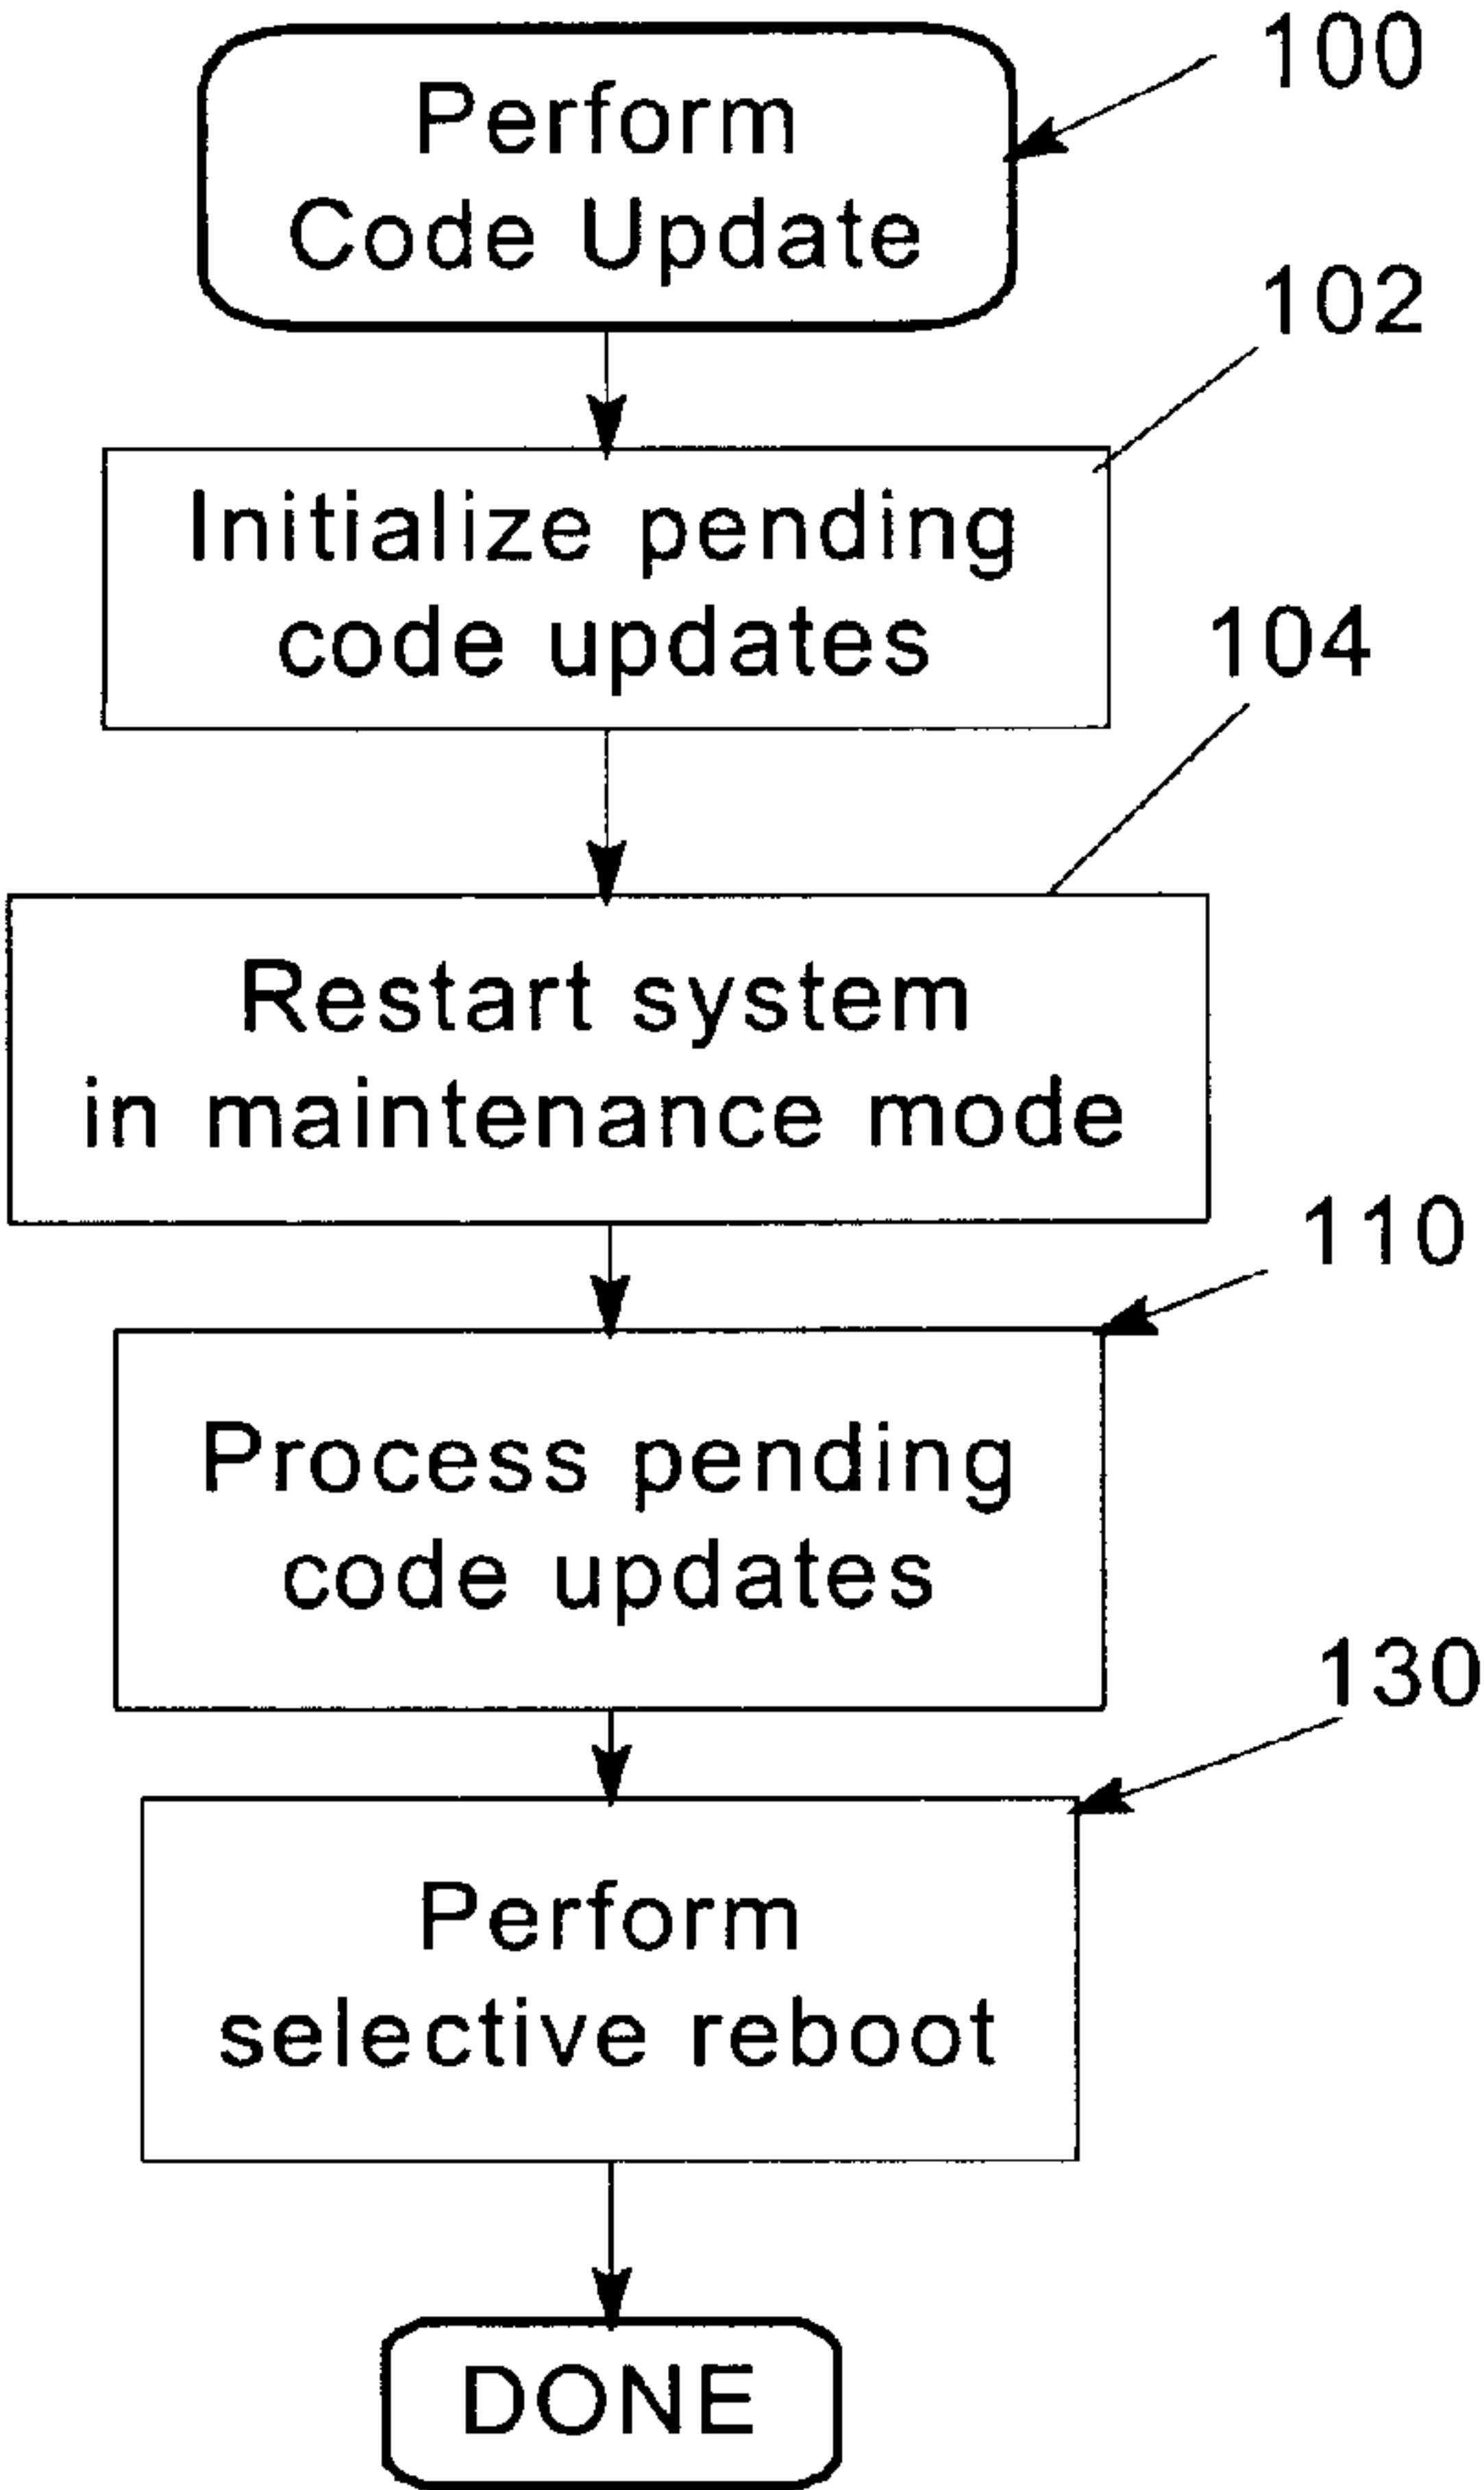 100
Perform
Code Update
102
Initialize pending
code updates
104
Restart system
in maintenance mode
110
Process pending
code updates
130
Perform
selective reboot
DONE